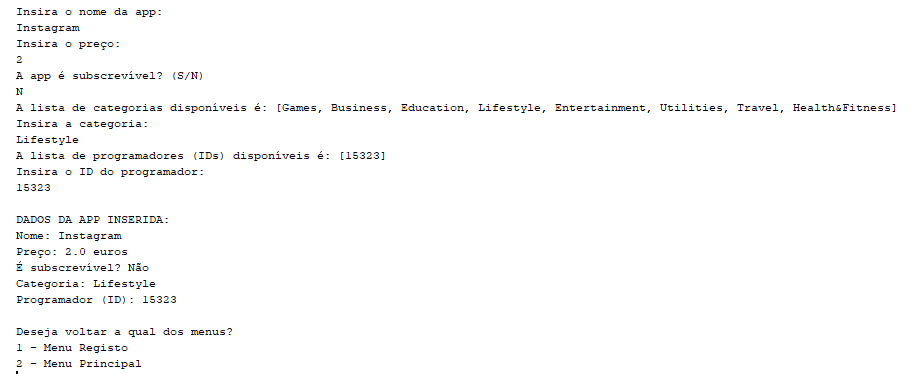 Insira o nome da app:
Instagram
Insira o preço:
2
A app é subscrevível? (S/N)
N
A lista de categorias disponíveis é: [Games, Business, Education, Lifestyle, Entertainment, Utilities, Travel, Health&Fitness]
Insira a categoria:
Lifestyle
A lista de programadores (IDs) disponíveis é: [15323]
Insira o ID do programador:
15323
DADOS DA APP INSERIDA:
Nome: Instagram
Preço: 2.0 euros
É subscrevível? Não
Categoria: Lifestyle
Programador (ID): 15323
Deseja voltar a qual dos menus?
1 - Menu Registo
2 - Menu Principal